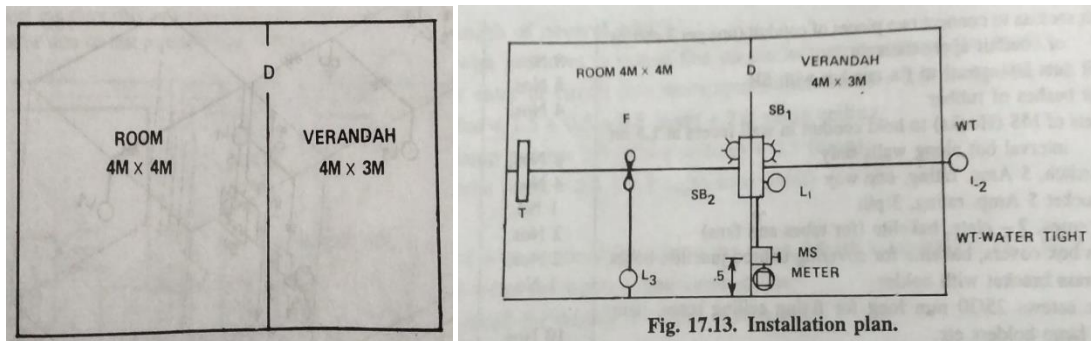 D
ROOM
4M × 4M
VERANDAH
4M × 3M
ROOM 4M × 4M
D
VERANDAH
4M × 3M
F
SB1
WT
T
SB2
L1
L2
WT-WATER TIGHT
MS
METER
.5
L3
Fig. 17.13. Installation plan.